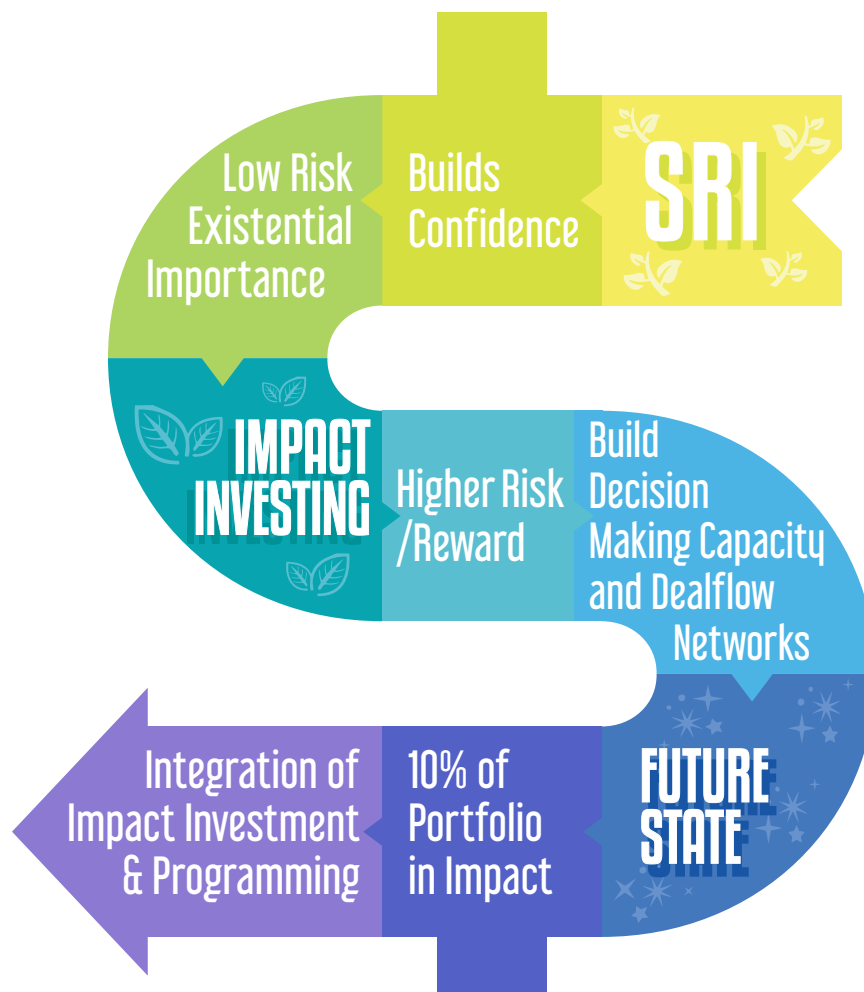 SRI
Builds
Confidence
Low Risk
Existential
Importance
IMPACT
INVESTING
Higher Risk
/Reward
Build
Decision
Making Capacity
and Dealflow
Networks
FUTURE
STATE
10% of
Portfolio
in Impact
Integration of
Impact Investment
& Programming